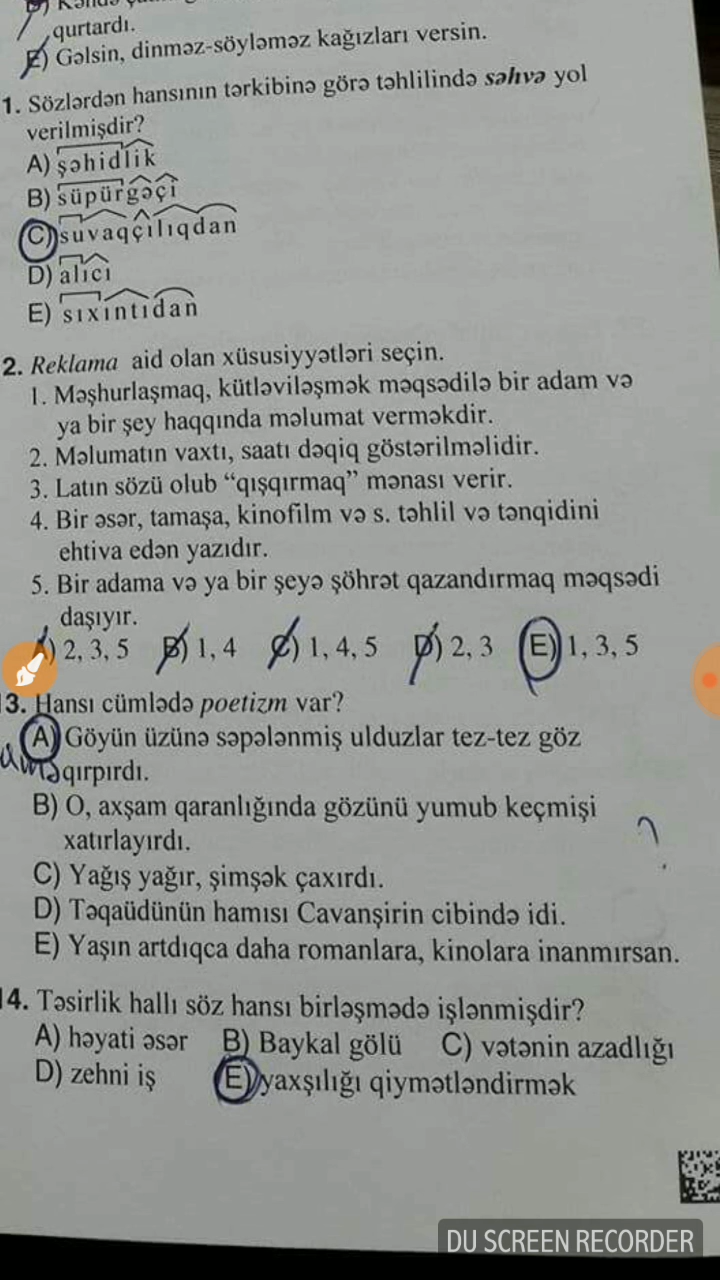 qurtardı.
E) Gəlsin, dinməz-söyləməz kağızları versin.
1. Sözlərdən hansının tərkibinə görə təhlilində səhvə yol
verilmişdir?
A) şəhidlik
B) süpürgəçi
C) suvaqçılıqdan
D) alıcı
E) sıxıntıdan
2. Reklama aid olan xüsusiyyətləri seçin.
1. Məşhurlaşmaq, kütləviləşmək məqsədilə bir adam və
ya bir şey haqqında məlumat verməkdir.
2. Məlumatın vaxtı, saatı dəqiq göstərilməlidir.
3. Latın sözü olub “qışqırmaq” mənası verir.
4. Bir əsər, tamaşa, kinofilm və s. təhlil və tənqidini
ehtiva edən yazıdır.
5. Bir adama və ya bir şeyə şöhrət qazandırmaq məqsədi
daşıyır.
A) 2, 3, 5 B) 1, 4 C) 1, 4, 5 D) 2, 3 E) 1, 3, 5
3. Hansı cümlədə poetizm var?
A) Göyün üzünə səpələnmiş ulduzlar tez-tez göz
qırpırdı.
B) O, axşam qaranlığında gözünü yumub keçmişi
xatırlayırdı.
?
C) Yağış yağır, şimşək çaxırdı.
D) Təqaüdünün hamısı Cavanşirin cibində idi.
E) Yaşın artdıqca daha romanlara, kinolara inanmırsan.
14. Təsirlik hallı söz hansı birləşmədə işlənmişdir?
A) həyati əsər B) Baykal gölü C) vətənin azadlığı
D) zehni iş E) yaxşılığı qiymətləndirmək
DU SCREEN RECORDER